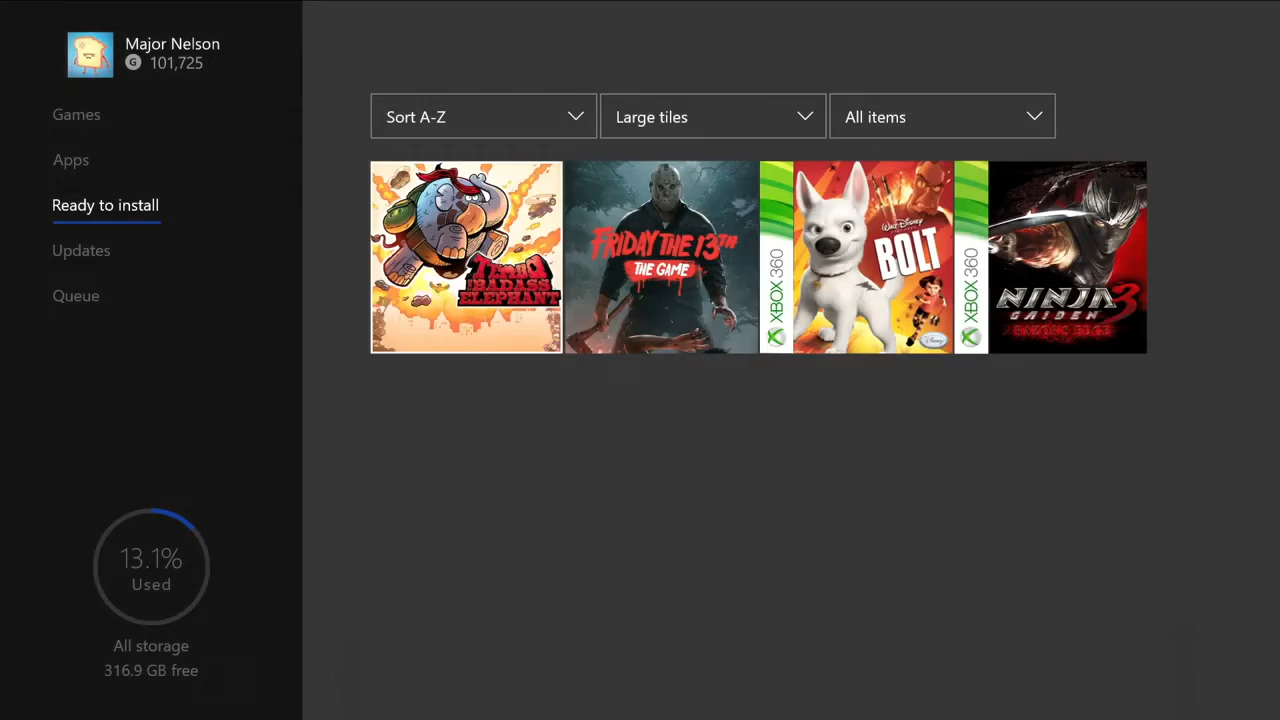 Major Nelson
G 101,725
Games
Apps
Ready to install
Updates
Queue
13.1%
Used
All storage
316.9 GB free
Sort A-Z
Large tiles
All items
TEMBO
THE BADASS
ELEPHANT
FRIDAY THE 13TH
THE GAME
XBOX 360
WALT DISNEY
BOLT
Disney
XBOX 360
NINJA
GAIDEN 3
RAZOR'S EDGE